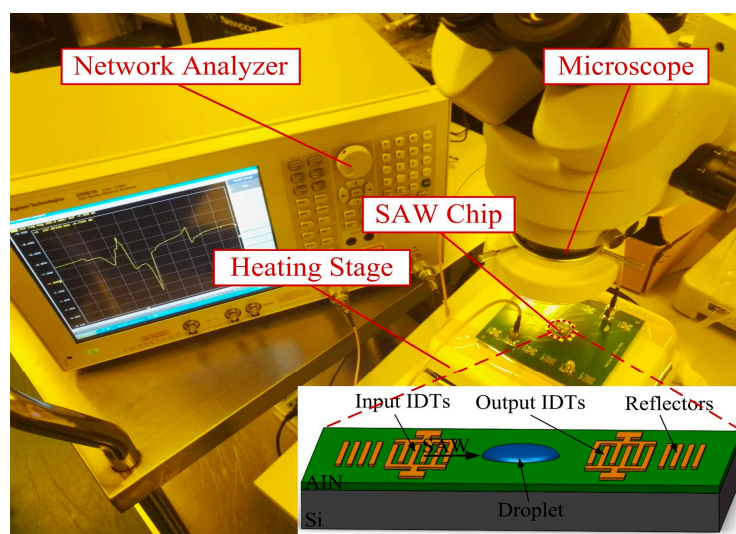 Network Analyzer
Microscope
Agilent Technologies
SAW Chip
Heating Stage
Input IDTs
Output IDTs
Reflectors
SAW
AlN
Droplet
Si